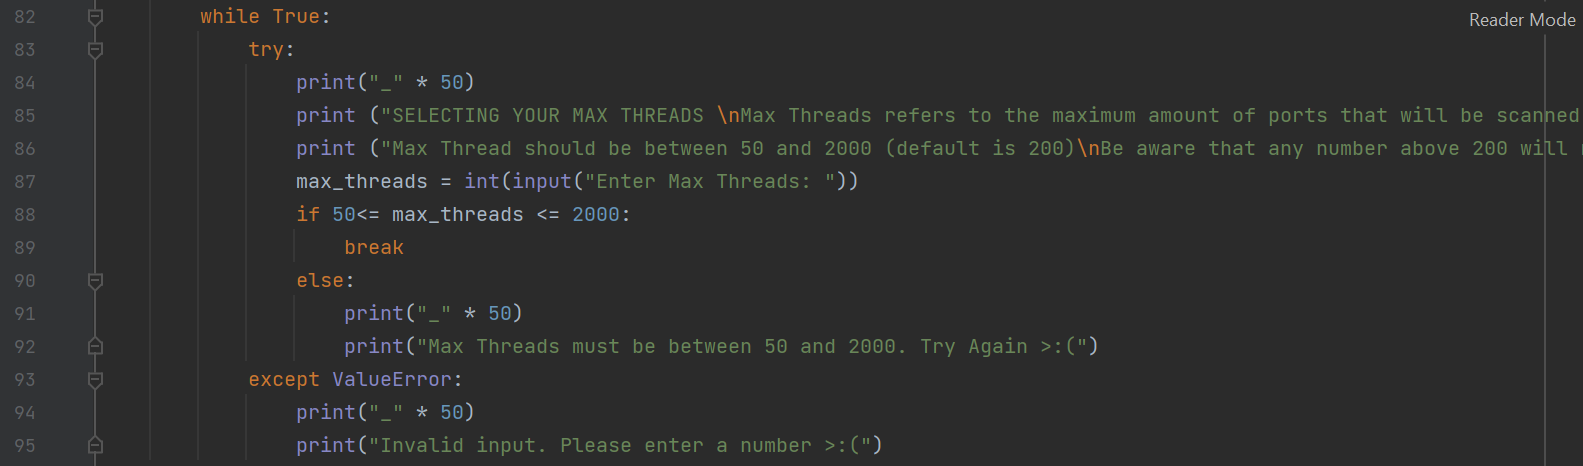 82 while True:
Reader Mode
83 try:
84 print("_" * 50)
85 print ("SELECTING YOUR MAX THREADS \nMax Threads refers to the maximum amount of ports that will be scanned
86 print ("Max Thread should be between 50 and 2000 (default is 200)\nBe aware that any number above 200 will
87 max_threads = int(input("Enter Max Threads: "))
88 if 50<= max_threads <= 2000:
89 break
90 else:
91 print("_" * 50)
92 print("Max Threads must be between 50 and 2000. Try Again >:(")
93 except ValueError:
94 print("_" * 50)
95 print("Invalid input. Please enter a number >:(")